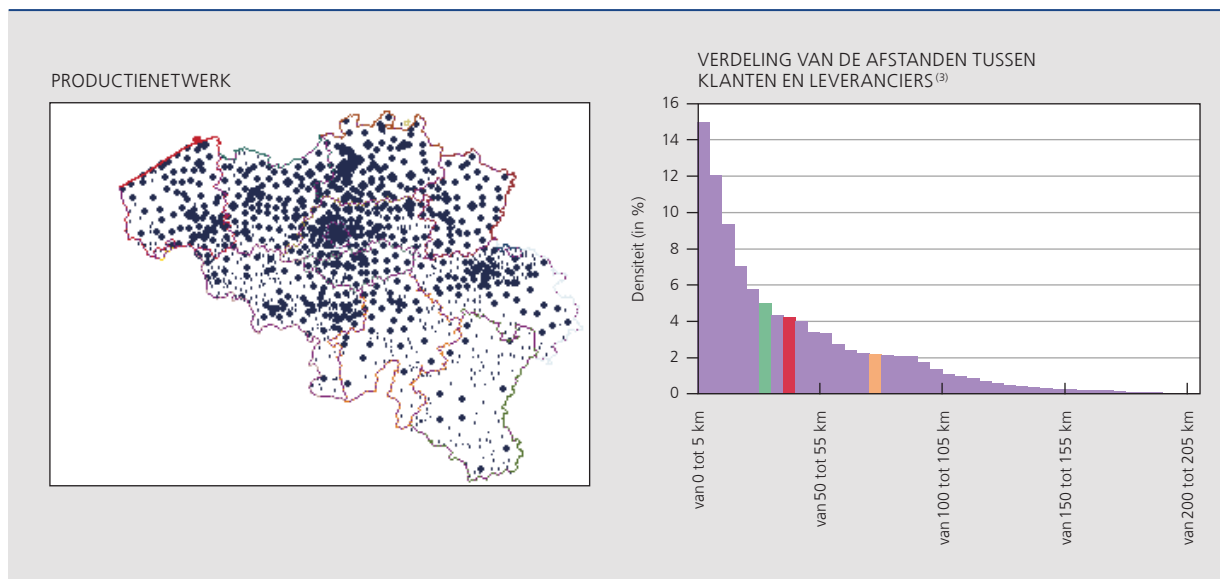 PRODUCTIENETWERK
VERDELING VAN DE AFSTANDEN TUSSEN
KLANTEN EN LEVERANCIERS (3)
Densiteit (in %)
16
14
12
10
8
6
4
2
0
van 0 tot 5 km
van 50 tot 55 km
van 100 tot 105 km
van 150 tot 155 km
van 200 tot 205 km